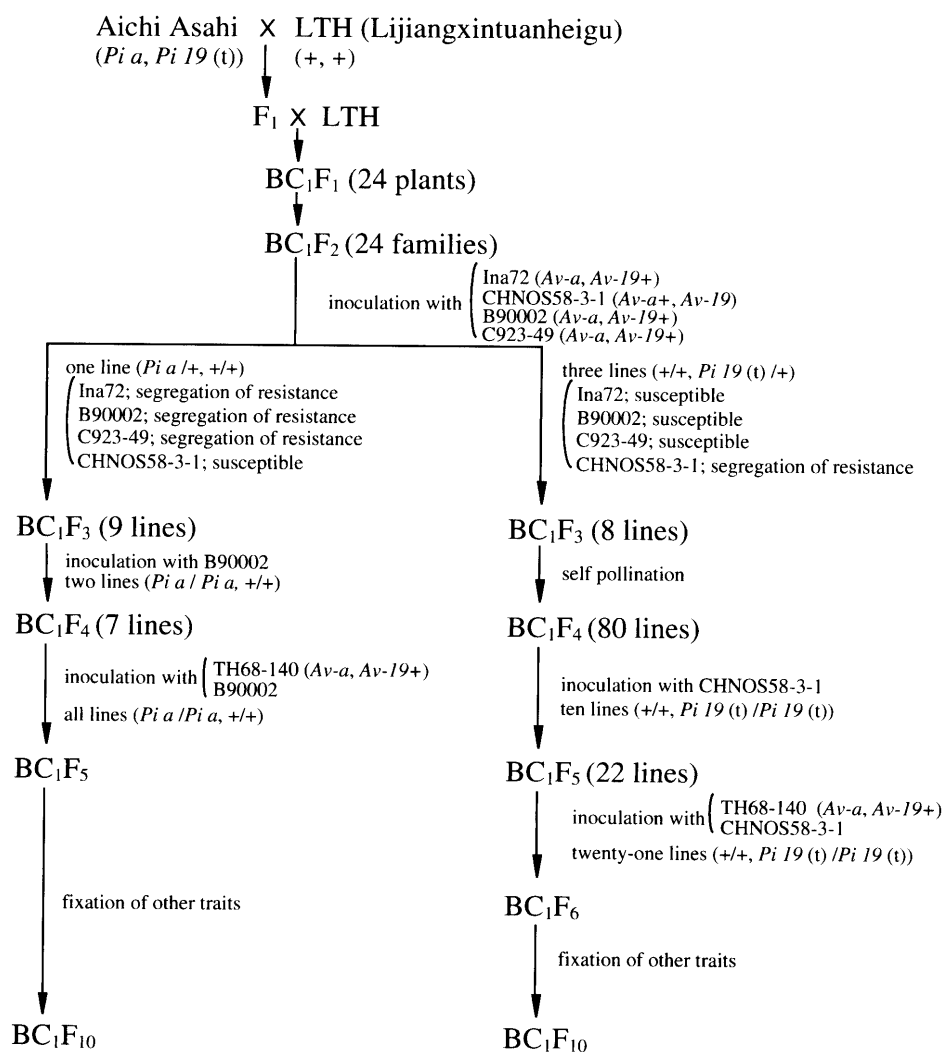 Aichi Asahi X LTH (Lijiangxintuanheigu)
(Pi a, Pi 19 (t)) (+, +)
F1 X LTH
BC1F1 (24 plants)
BC1F2 (24 families)
inoculation with
Ina72 (Av-a, Av-19+)
CHNOS58-3-1 (Av-a+, Av-19)
B90002 (Av-a, Av-19+)
C923-49 (Av-a, Av-19+)
one line (Pi a /+, +/+)
Ina72; segregation of resistance
B90002; segregation of resistance
C923-49; segregation of resistance
CHNOS58-3-1; susceptible
BC1F3 (9 lines)
inoculation with B90002
two lines (Pi a / Pi a, +/+)
BC1F4 (7 lines)
inoculation with
TH68-140 (Av-a, Av-19+)
B90002
all lines (Pi a /Pi a, +/+)
BC1F5
fixation of other traits
BC1F10
three lines (+/+, Pi 19 (t) /+)
Ina72; susceptible
B90002; susceptible
C923-49; susceptible
CHNOS58-3-1; segregation of resistance
BC1F3 (8 lines)
self pollination
BC1F4 (80 lines)
inoculation with CHNOS58-3-1
ten lines (+/+, Pi 19 (t) /Pi 19 (t))
BC1F5 (22 lines)
inoculation with
TH68-140 (Av-a, Av-19+)
CHNOS58-3-1
twenty-one lines (+/+, Pi 19 (t) /Pi 19 (t))
BC1F6
fixation of other traits
BC1F10